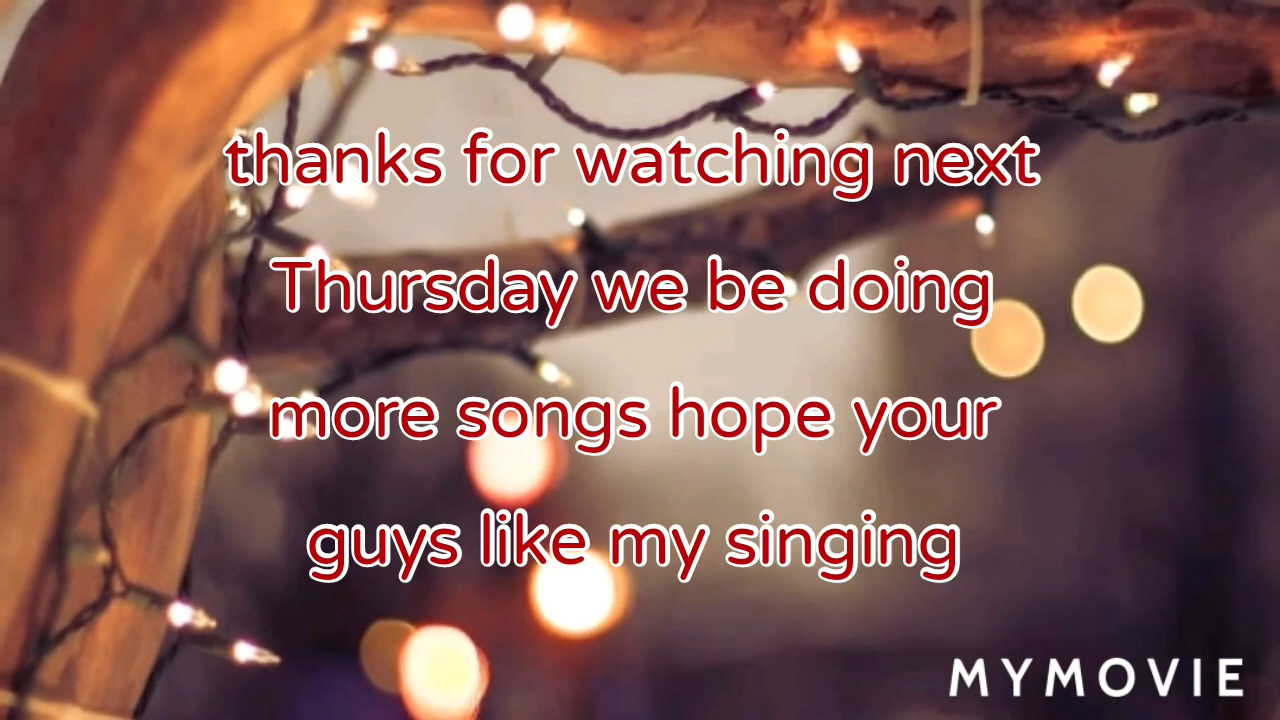 thanks for watching next
Thursday we be doing
more songs hope your
guys like my singing
MYMOVIE